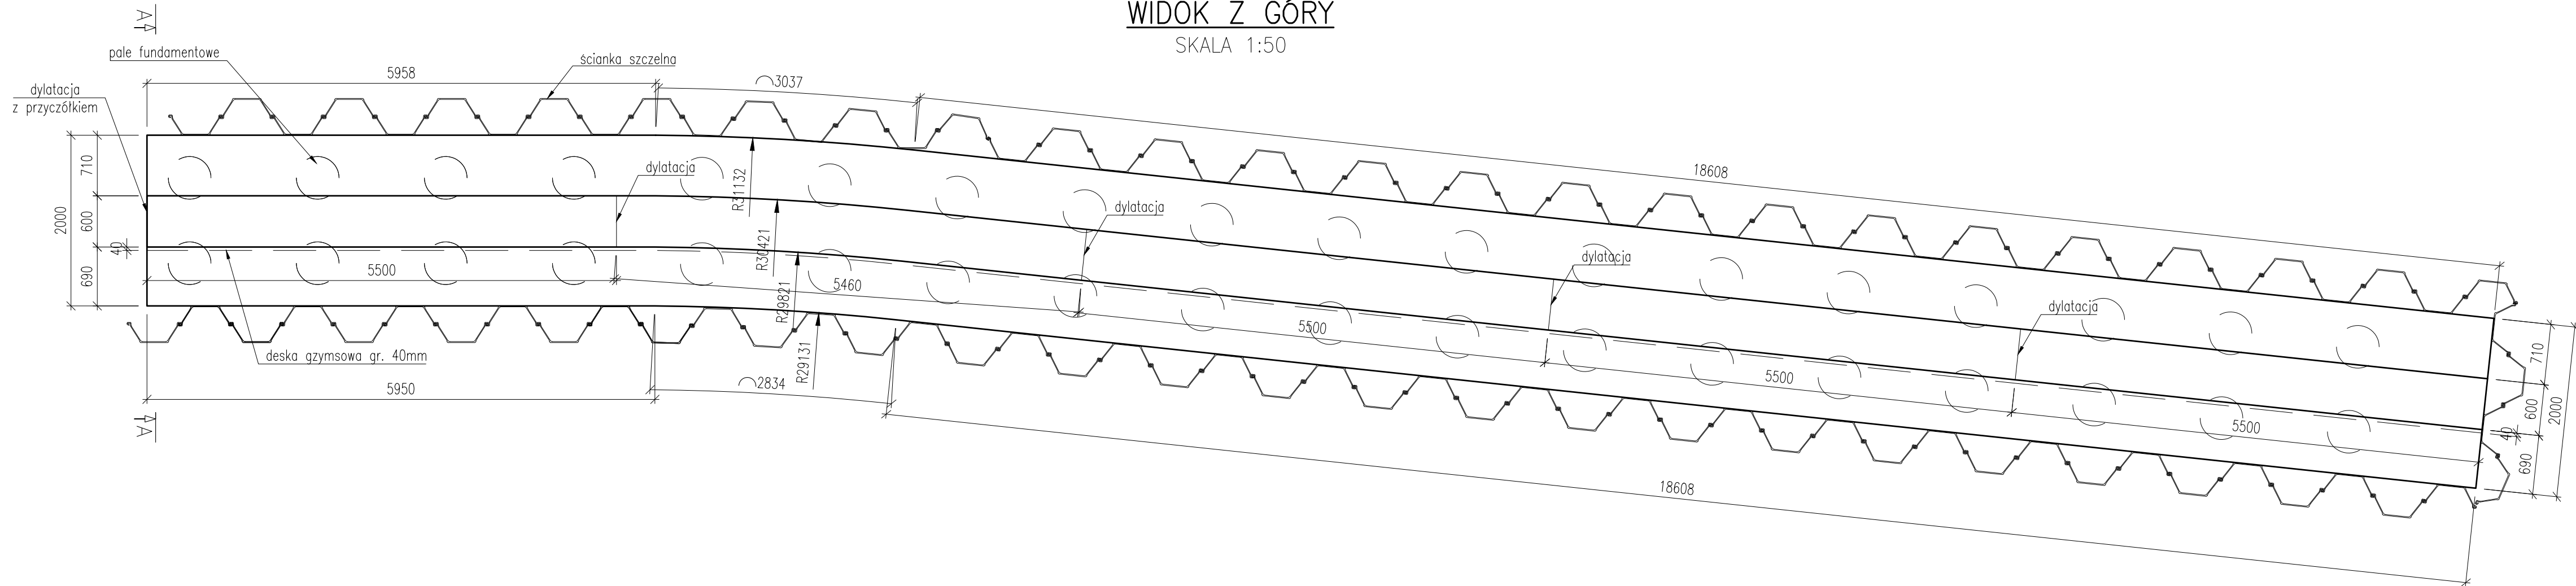 WIDOK Z GÓRY
SKALA 1:50
A
pale fundamentowe
ścianka szczelna
5958
3037
dylatacja
z przyczółkiem
18608
dylatacja
dylatacja
dylatacja
dylatacja
710
600
40
690
2000
R31132
R30421
R29821
R29131
5500
5460
5500
5500
5500
deska gzymsowa gr. 40mm
5950
2834
18608
710
600
40
690
2000
A